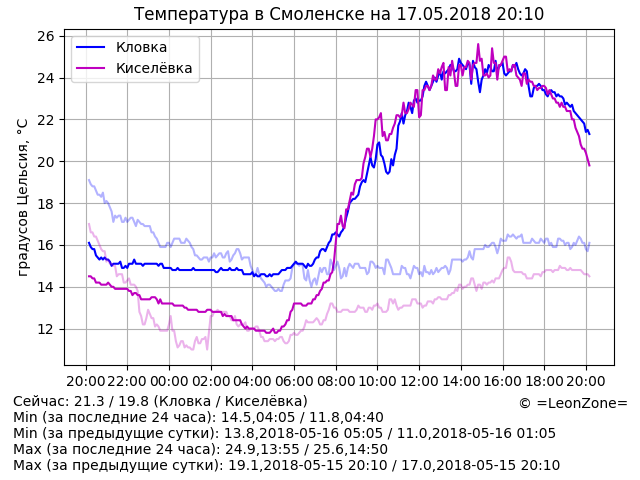 Температура в Смоленске на 17.05.2018 20:10
Кловка
Киселёвка
градусов Цельсия, °C
26
24
22
20
18
16
14
12
20:00 22:00 00:00 02:00 04:00 06:00 08:00 10:00 12:00 14:00 16:00 18:00 20:00
Сейчас: 21.3 / 19.8 (Кловка / Киселёвка)
© =LeonZone=
Min (за последние 24 часа): 14.5,04:05 / 11.8,04:40
Min (за предыдущие сутки): 13.8,2018-05-16 05:05 / 11.0,2018-05-16 01:05
Max (за последние 24 часа): 24.9,13:55 / 25.6,14:50
Max (за предыдущие сутки): 19.1,2018-05-15 20:10 / 17.0,2018-05-15 20:10